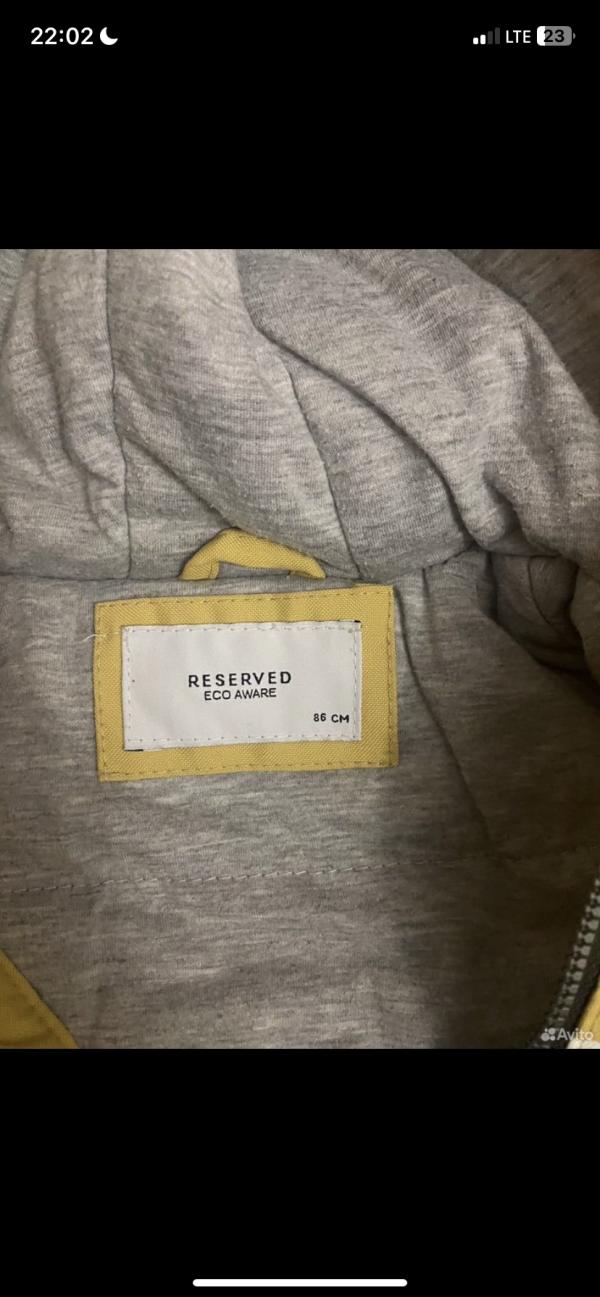 22:02
LTE 23
RESERVED
ECO AWARE
86 CM
Avito